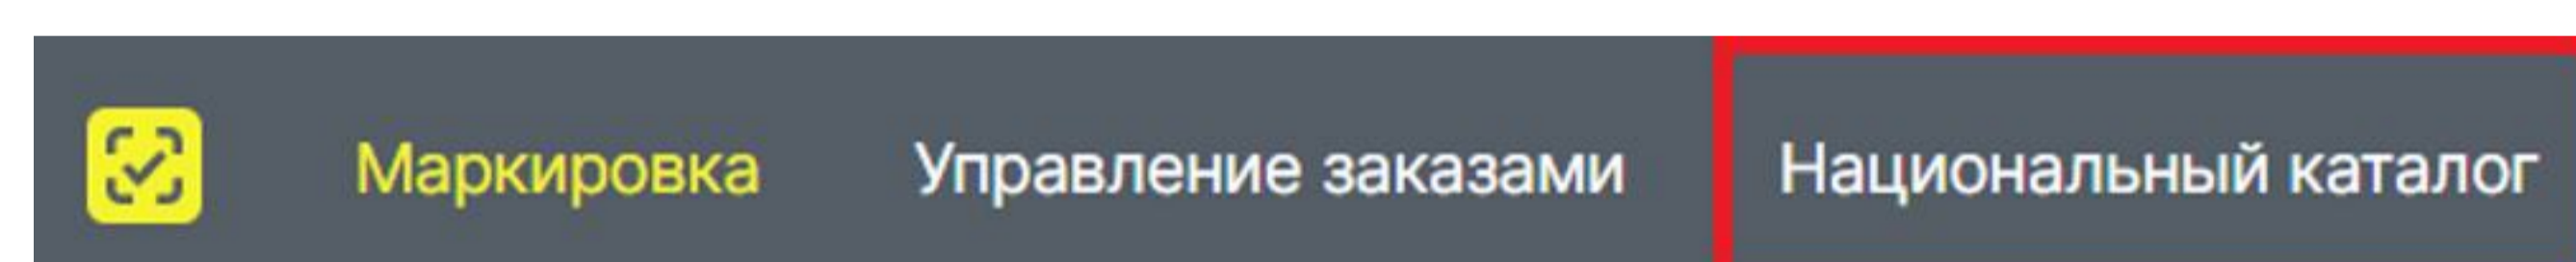 Маркировка Управление заказами Национальный каталог